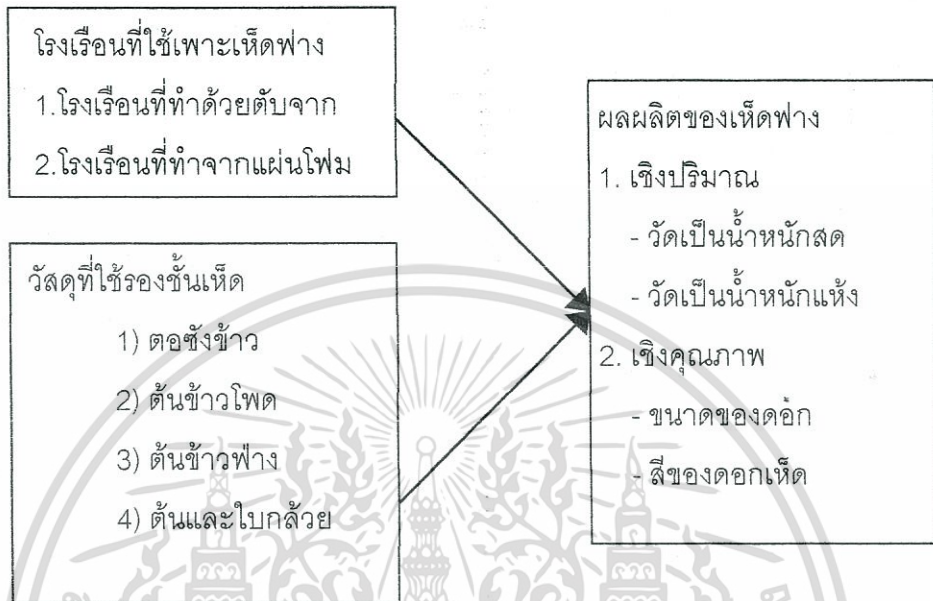 โรงเรือนที่ใช้เพาะเห็ดฟาง
1.โรงเรือนที่ทำด้วยตับจาก
2.โรงเรือนที่ทำจากแผ่นโฟม
วัสดุที่ใช้รองชั้นเห็ด
1) ตอซังข้าว
2) ต้นข้าวโพด
3) ต้นข้าวฟ่าง
4) ต้นและใบกล้วย
ผลผลิตของเห็ดฟาง
1. เชิงปริมาณ
- วัดเป็นน้ำหนักสด
- วัดเป็นน้ำหนักแห้ง
2. เชิงคุณภาพ
- ขนาดของดอก
- สีของดอกเห็ด